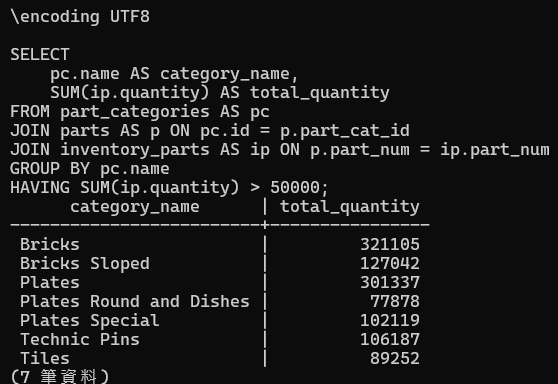 \encoding UTF8

SELECT
    pc.name AS category_name,
    SUM(ip.quantity) AS total_quantity
FROM part_categories AS pc
JOIN parts AS p ON pc.id = p.part_cat_id
JOIN inventory_parts AS ip ON p.part_num = ip.part_num
GROUP BY pc.name
HAVING SUM(ip.quantity) > 50000;
      category_name      | total_quantity
-------------------------+----------------
 Bricks                  |         321105
 Bricks Sloped           |         127042
 Plates                  |         301337
 Plates Round and Dishes |          77878
 Plates Special          |         102119
 Technic Pins            |         106187
 Tiles                   |          89252
(7 筆資料)